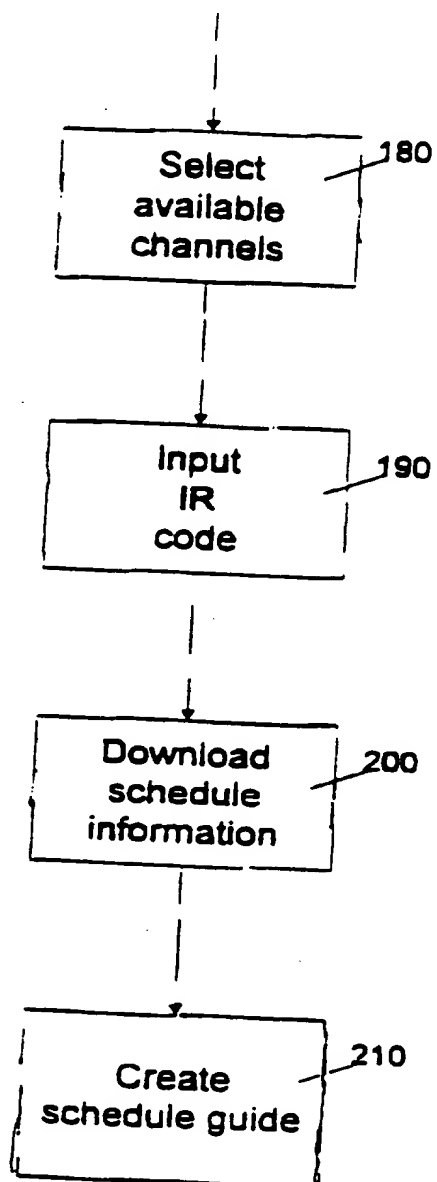 Select
available
channels
180
Input
IR
code
190
Download
schedule
information
200
Create
schedule guide
210